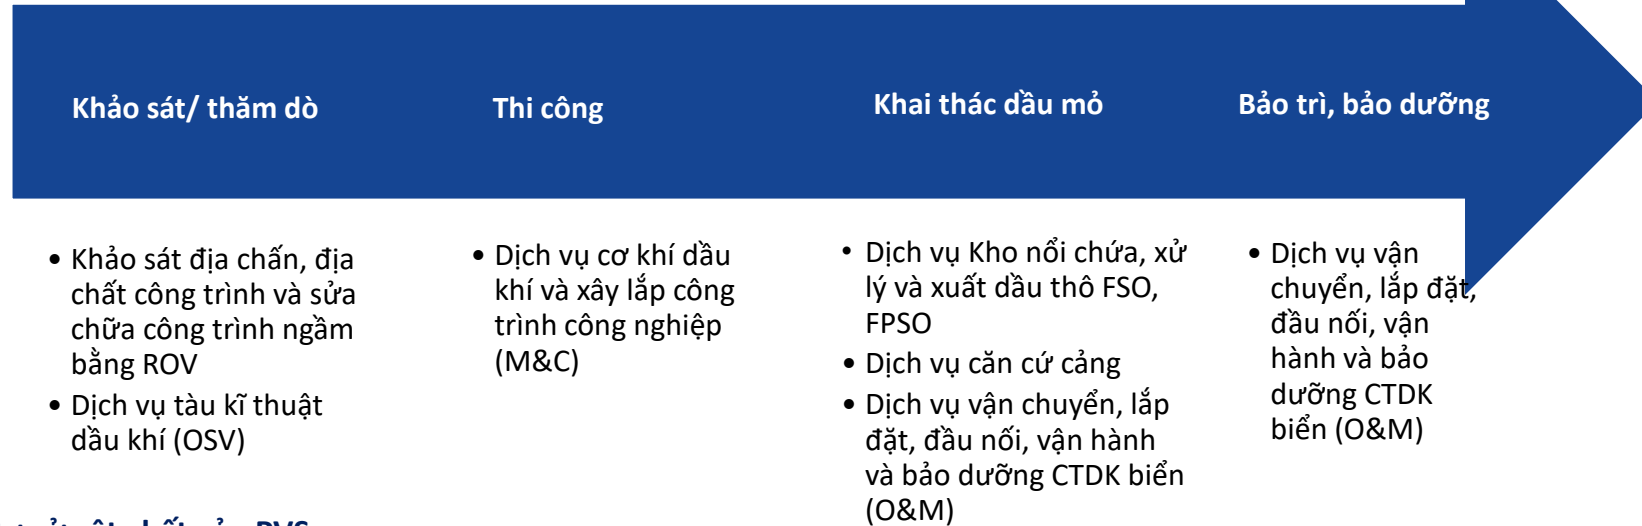 Khảo sát/ thăm dò
Thi công
Khai thác dầu mỏ
Bảo trì, bảo dưỡng
• Khảo sát địa chấn, địa
chất công trình và sửa
chữa công trình ngầm
bằng ROV
• Dịch vụ tàu kĩ thuật
dầu khí (OSV)
• Dịch vụ cơ khí dầu
khí và xây lắp công
trình công nghiệp
(M&C)
• Dịch vụ Kho nổi chứa, xử
lý và xuất dầu thô FSO,
FPSO
• Dịch vụ căn cứ cảng
• Dịch vụ vận chuyển, lắp
đặt, đầu nối, vận hành
và bảo dưỡng CTDK biển
(O&M)
• Dịch vụ vận
chuyển, lắp đặt,
đầu nối, vận
hành và bảo
dưỡng CTDK
biển (O&M)
PVS